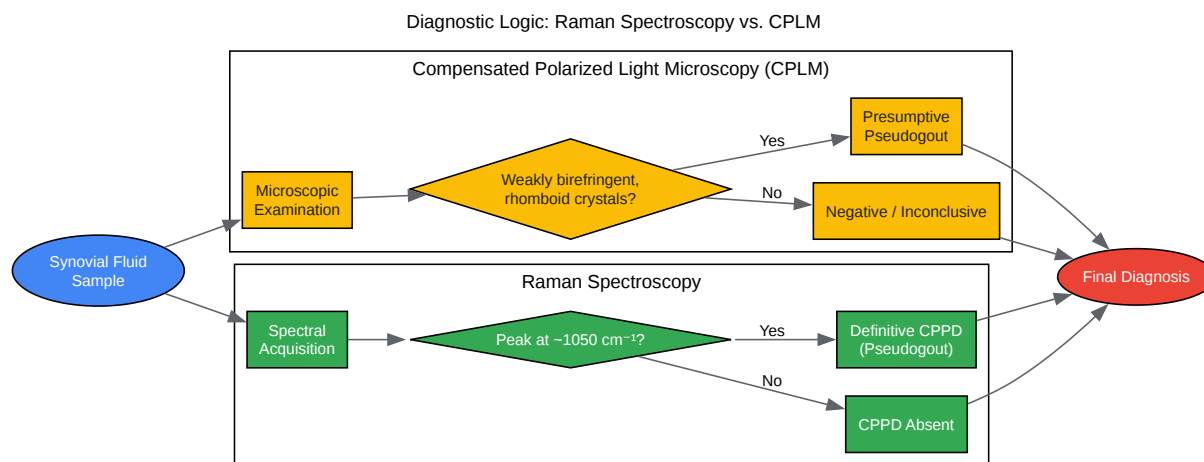 Diagnostic Logic: Raman Spectroscopy vs. CPLM
Compensated Polarized Light Microscopy (CPLM)
Presumptive
Pseudogout
Yes
Weakly birefringent,
rhomboid crystals?
Microscopic
Examination
No
Negative / Inconclusive
Synovial Fluid
Sample
Final Diagnosis
Raman Spectroscopy
Spectral
Acquisition
Peak at ~1050 cm⁻¹?
Yes
Definitive CPPD
(Pseudogout)
No
CPPD Absent